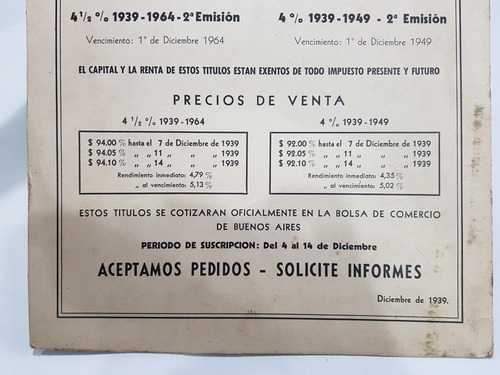 4½ % 1939-1964-2ª Emisión
4 % 1939-1949 - 2ª Emisión
Vencimiento: 1º de Diciembre 1964
Vencimiento: 1º de Diciembre 1949
EL CAPITAL Y LA RENTA DE ESTOS TITULOS ESTAN EXENTOS DE TODO IMPUESTO PRESENTE Y FUTURO
PRECIOS DE VENTA
4 ½ % 1939-1964
$ 94.00 % hasta el 7 Diciembre de 1939
$ 94.05 % „ „ 11 „ „ 1939
$ 94.10 % „ „ 14 „ „ 1939
Rendimiento inmediato: 4,79 %
„ al vencimiento: 5,13 %
4 % 1939-1949
$ 92.00 % hasta el 7 Diciembre de 1939
$ 92.05 % „ „ 11 „ „ 1939
$ 92.10 % „ „ 14 „ „ 1939
Rendimiento inmediato: 4,35 %
„ al vencimiento: 5,02 %
ESTOS TITULOS SE COTIZARAN OFICIALMENTE EN LA BOLSA DE COMERCIO
DE BUENOS AIRES
PERIODO DE SUSCRIPCION: Del 4 al 14 de Diciembre
ACEPTAMOS PEDIDOS - SOLICITE INFORMES
Diciembre de 1939.